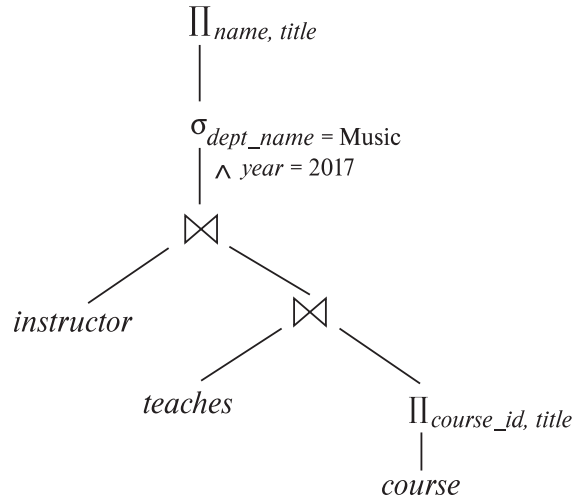 ∏name, title
σdept_name = Music
∧ year = 2017
⋈
instructor
⋈
teaches
∏course_id, title
course